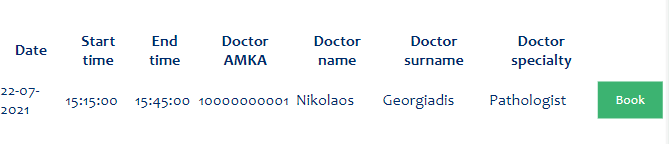 Date Start time End time Doctor AMKA Doctor name Doctor surname Doctor specialty
22-07-2021 15:15:00 15:45:00 10000000001 Nikolaos Georgiadis Pathologist Book